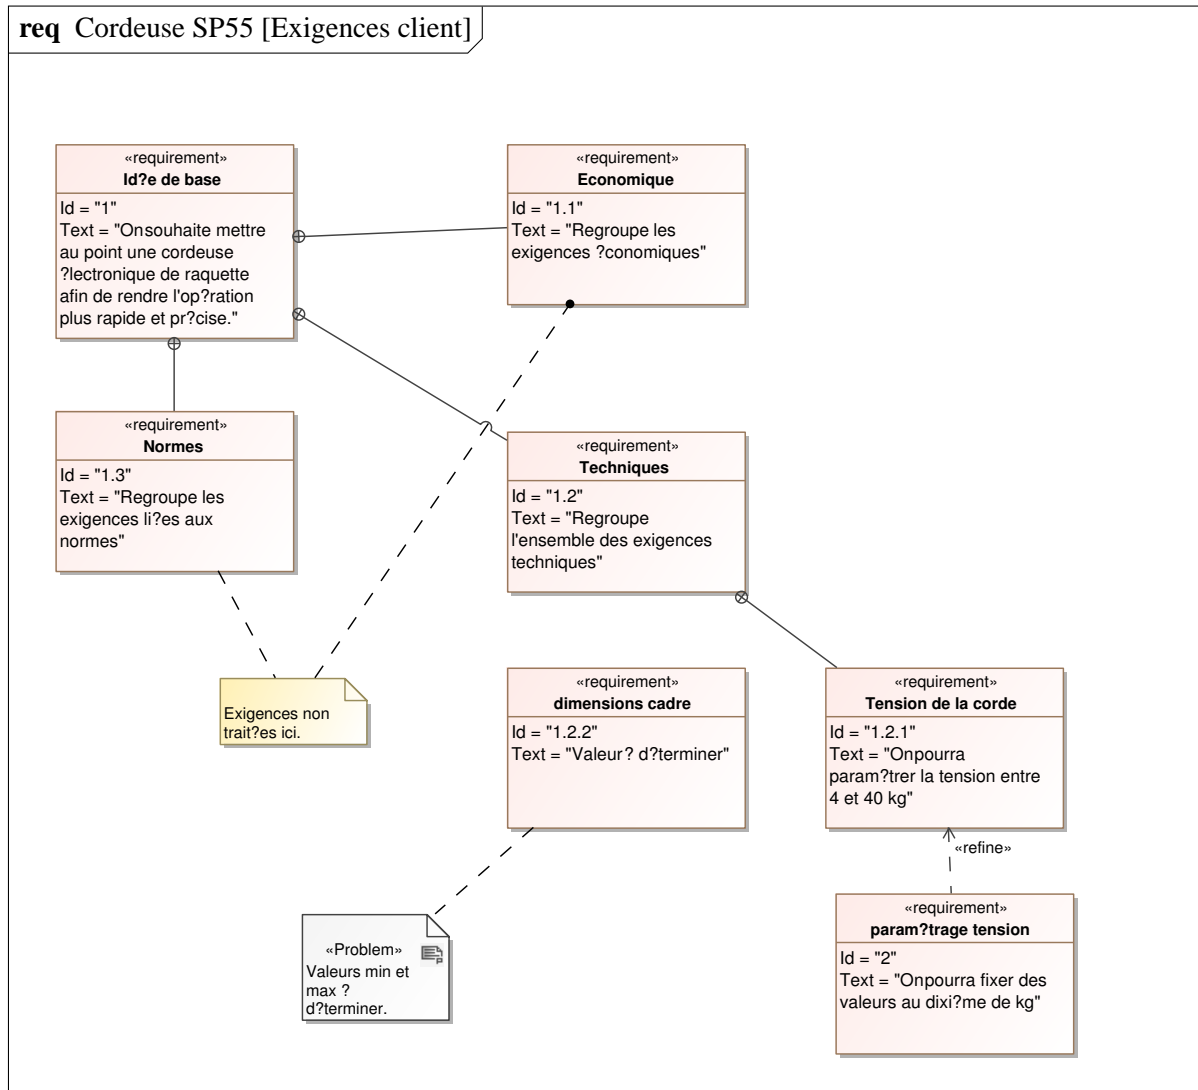 req Cordeuse SP55 [Exigences client]
«requirement»
Id?e de base
Id = "1"
Text = "Onsouhaite mettre
au point une cordeuse
?lectronique de raquette
afin de rendre l'op?ration
plus rapide et pr?cise."
«requirement»
Economique
Id = "1.1"
Text = "Regroupe les
exigences ?conomiques"
«requirement»
Normes
Id = "1.3"
Text = "Regroupe les
exigences li?es aux
normes"
«requirement»
Techniques
Id = "1.2"
Text = "Regroupe
l'ensemble des exigences
techniques"
Exigences non
trait?es ici.
«requirement»
dimensions cadre
Id = "1.2.2"
Text = "Valeur? d?terminer"
«requirement»
Tension de la corde
Id = "1.2.1"
Text = "Onpourra
param?trer la tension entre
4 et 40 kg"
«refine»
«Problem»
Valeurs min et
max ?
d?terminer.
«requirement»
param?trage tension
Id = "2"
Text = "Onpourra fixer des
valeurs au dixi?me de kg"